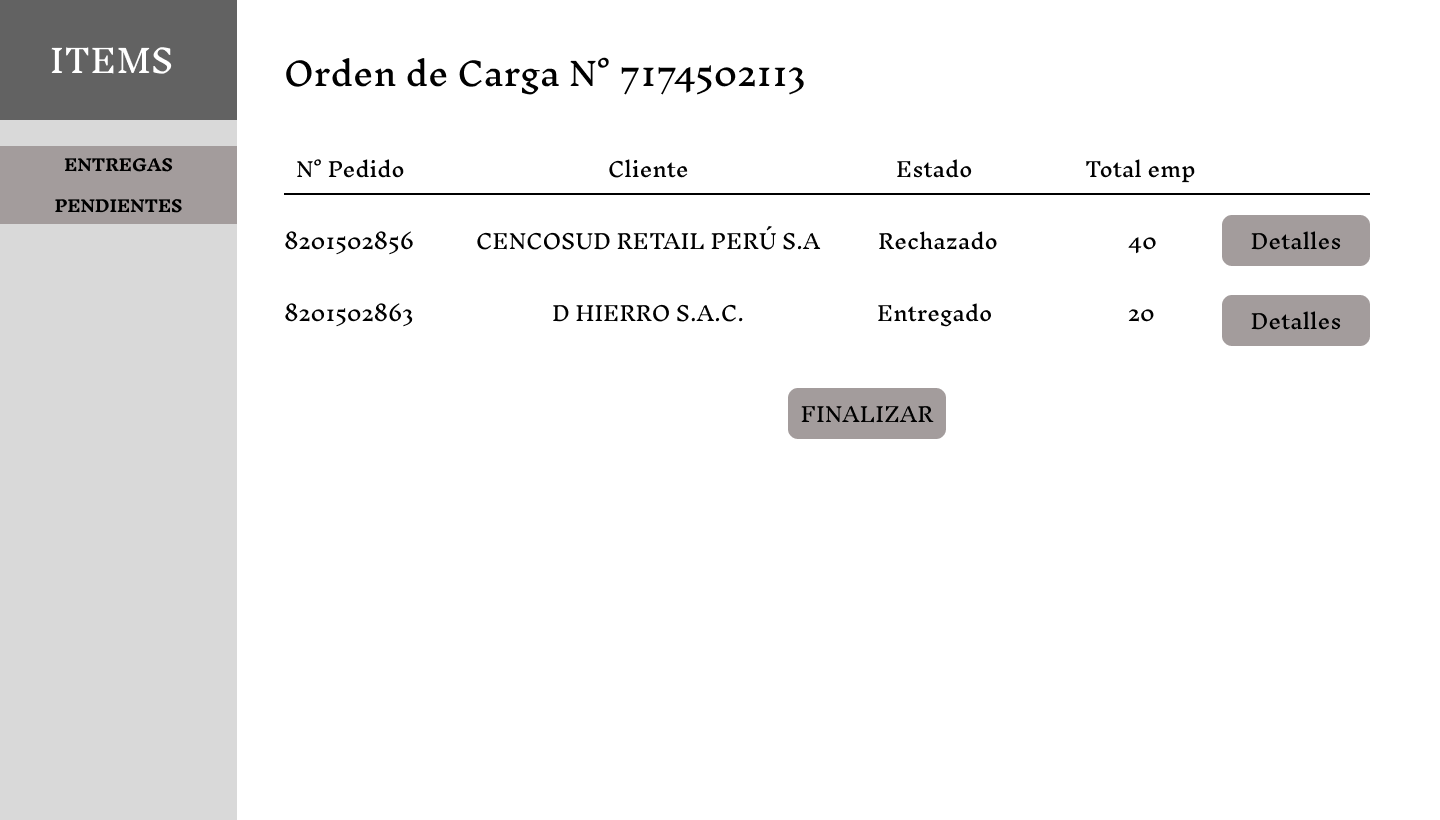 ITEMS
ENTREGAS
PENDIENTES
Orden de Carga N° 7174502113
N° Pedido Cliente Estado Total emp
8201502856 CENCOSUD RETAIL PERÚ S.A Rechazado 40 Detalles
8201502863 D HIERRO S.A.C. Entregado 20 Detalles
FINALIZAR